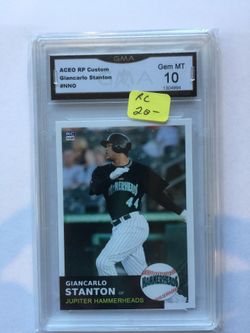 GMA
ACEO RP Custom
Giancarlo Stanton
#NNO
Gem MT
10
1304994
RC
20-
HAMMERHEADS
44
GIANCARLO
STANTON OF
JUPITER HAMMERHEADS
HAMMERHEADS